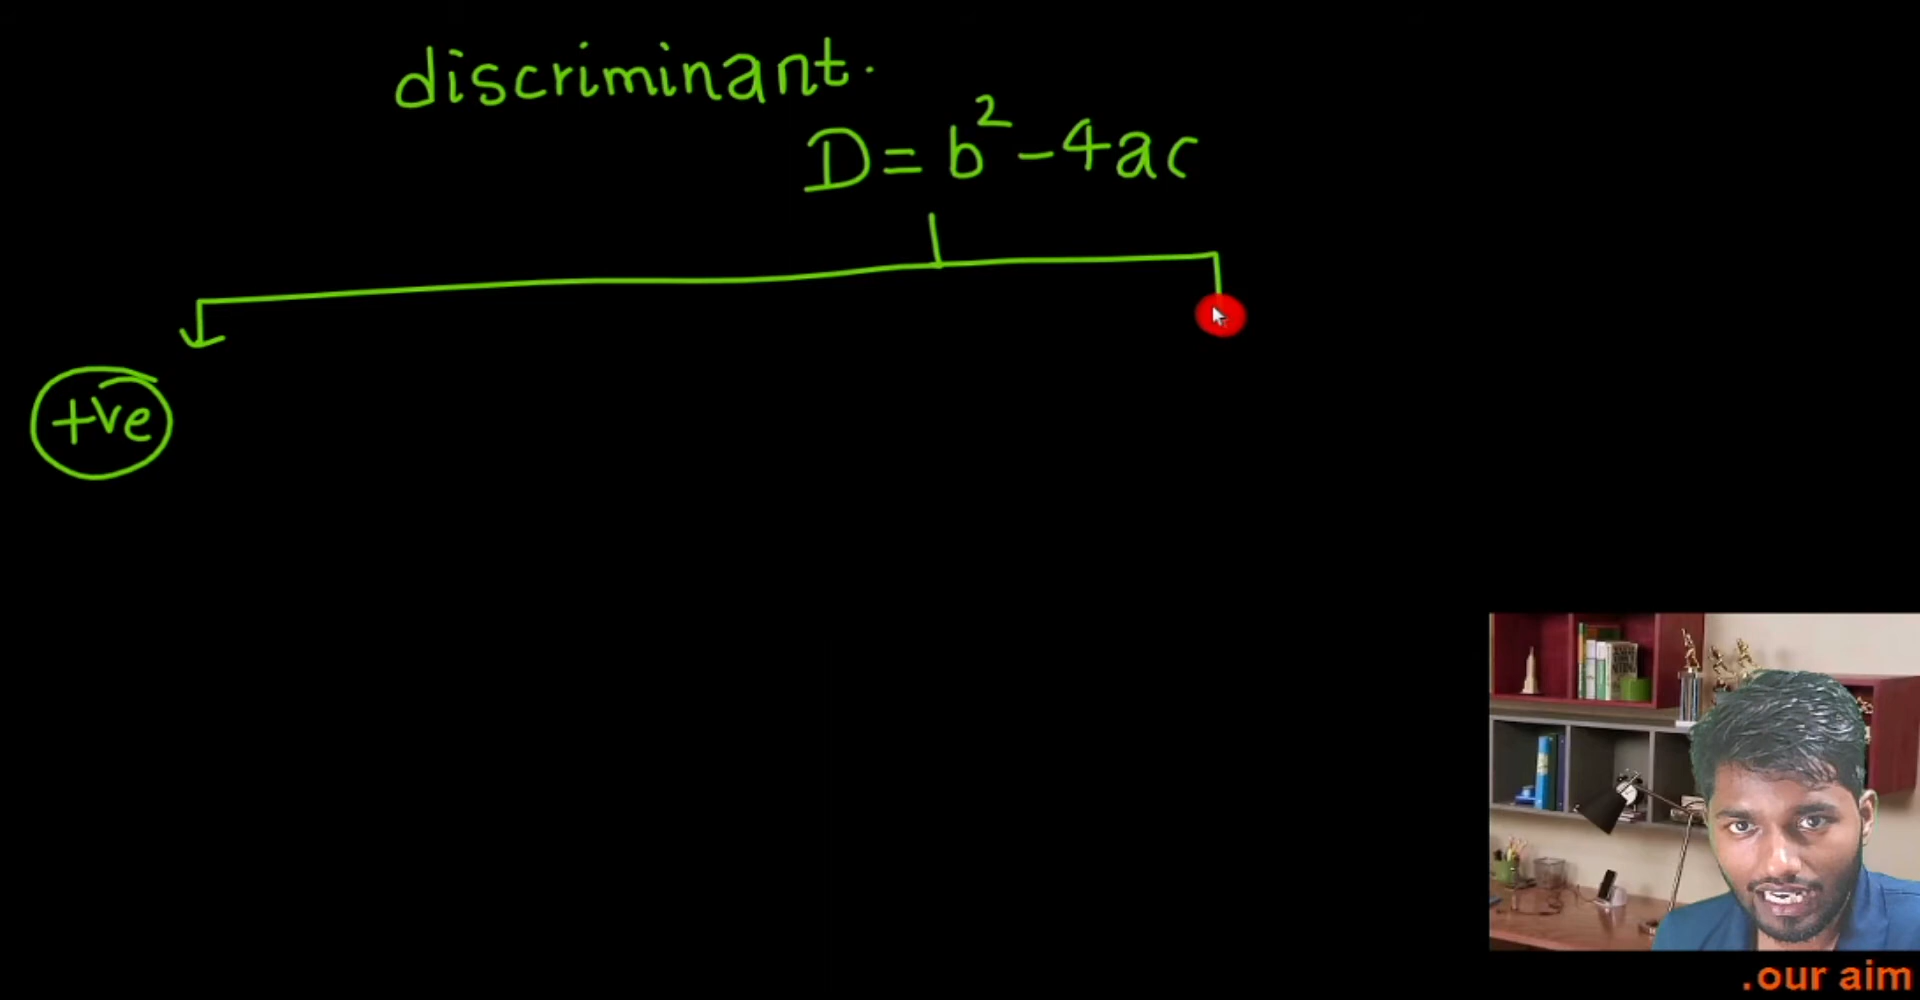 discriminant.
D = b² - 4ac
+ve
.our aim